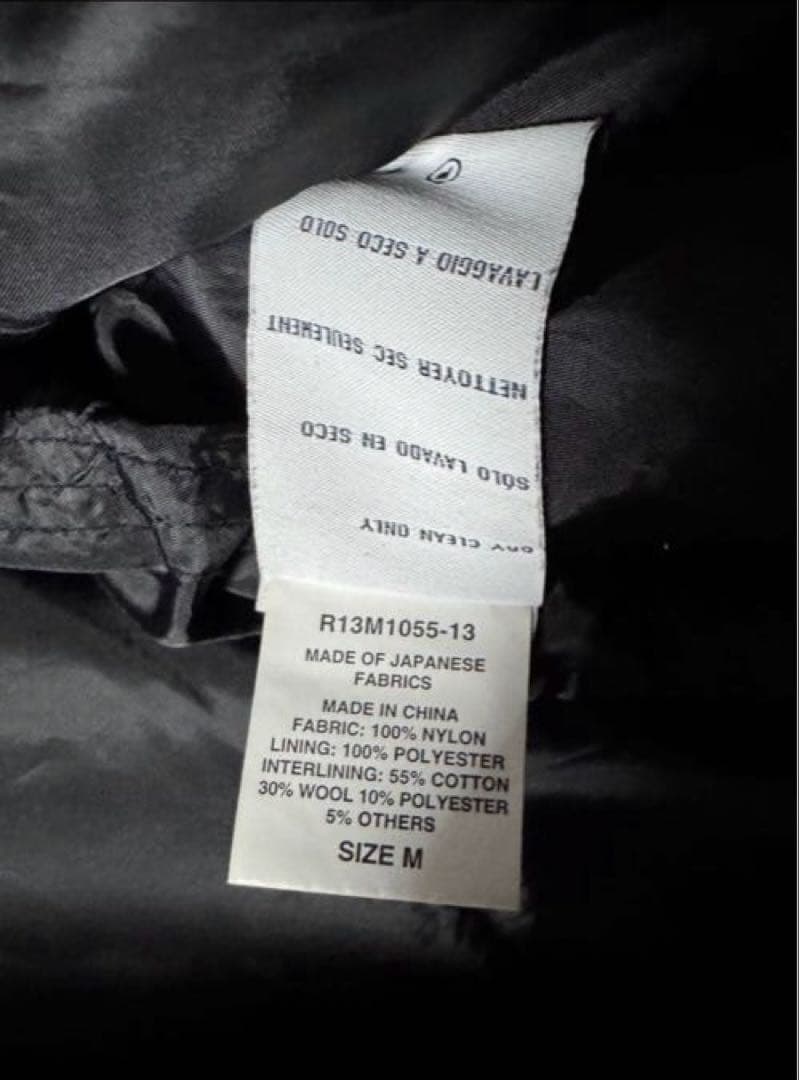 LAVAGGIO A SECO SOLO
NETTOYER SEC SEULEMENT
SÓLO LAVADO EN SECO
DRY CLEAN ONLY
R13M1055-13
MADE OF JAPANESE
FABRICS
MADE IN CHINA
FABRIC: 100% NYLON
LINING: 100% POLYESTER
INTERLINING: 55% COTTON
30% WOOL 10% POLYESTER
5% OTHERS
SIZE M